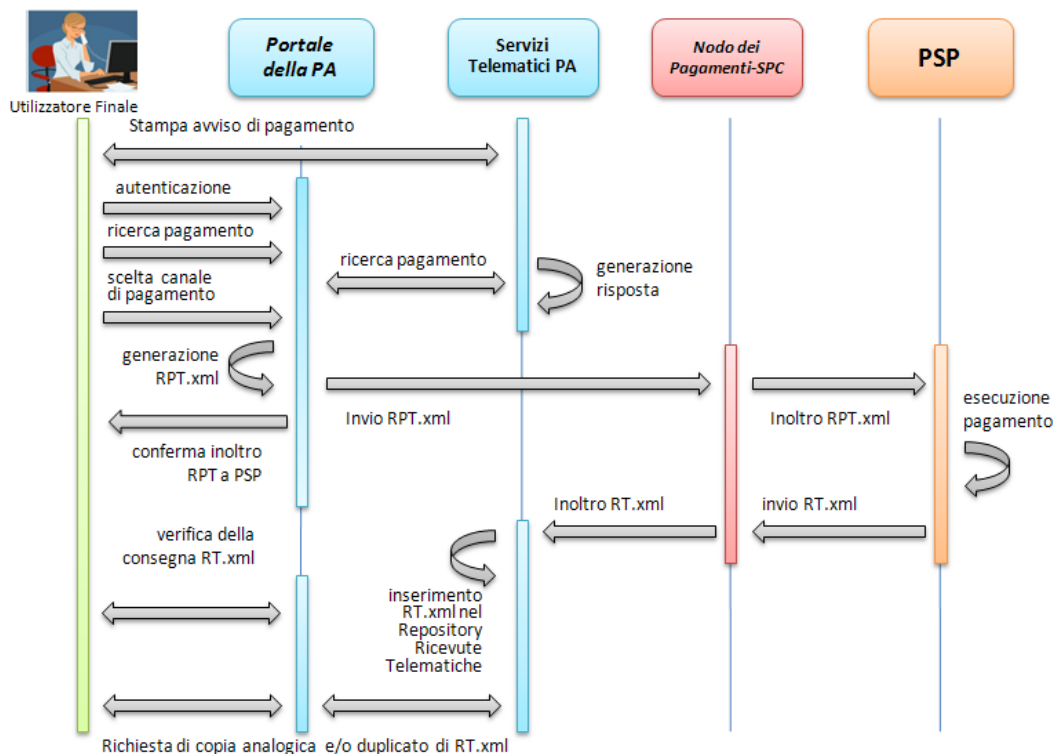 Utilizzatore Finale
Portale
della PA
Servizi
Telematici PA
Nodo dei
Pagamenti-SPC
PSP
Stampa avviso di pagamento
autenticazione
ricerca pagamento
scelta canale
di pagamento
ricerca pagamento
generazione
risposta
generazione
RPT.xml
Invio RPT.xml
Inoltro RPT.xml
esecuzione
pagamento
conferma inoltro
RPT a PSP
Inoltro RT.xml
invio RT.xml
verifica della
consegna RT.xml
inserimento
RT.xml nel
Repository
Ricevute
Telematiche
Richiesta di copia analogica e/o duplicato di RT.xml